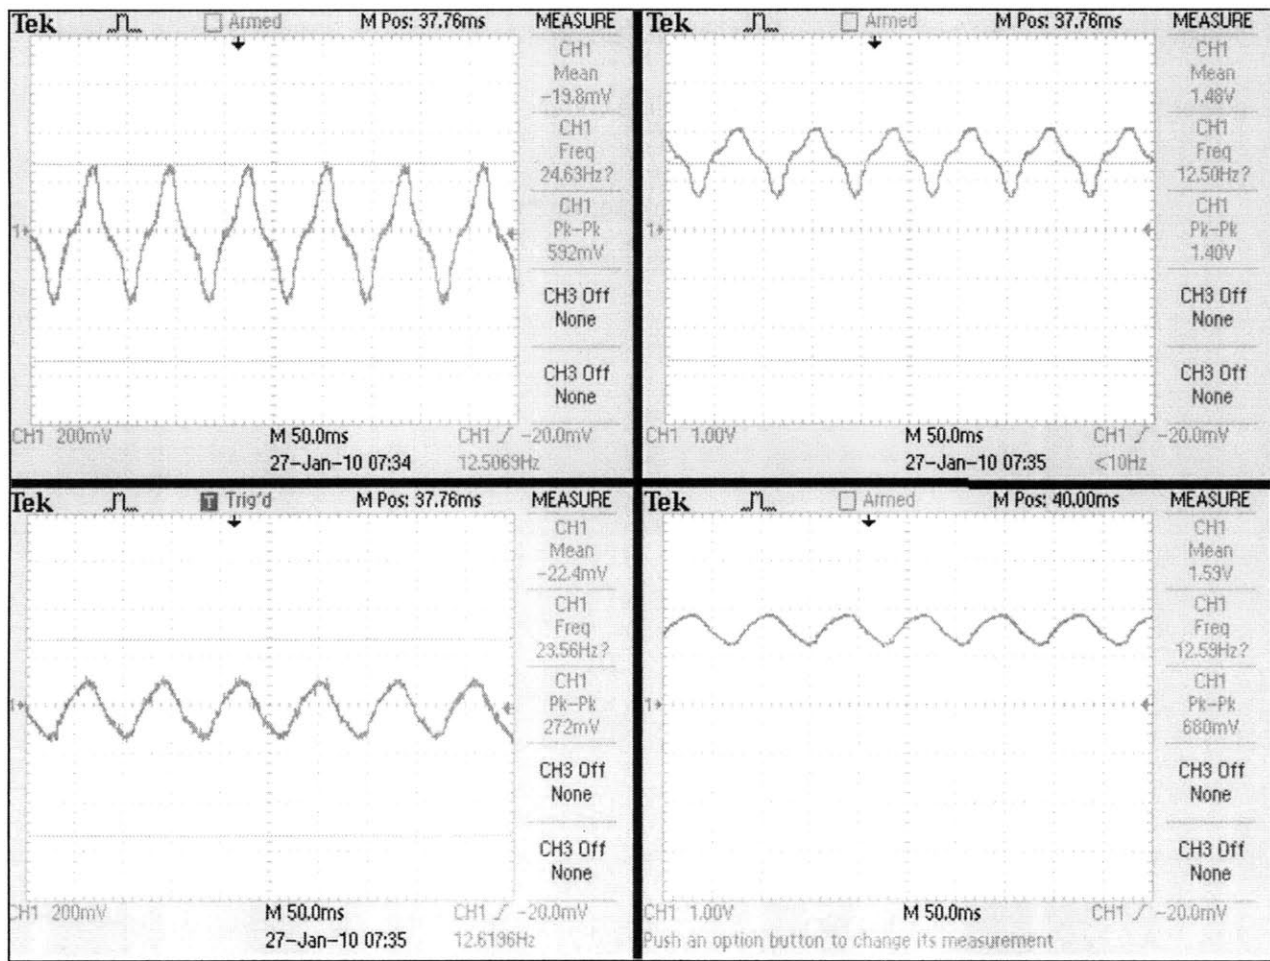 Tek Armed M Pos: 37.76ms MEASURE
CH1
Mean
-19.8mV
CH1
Freq
24.63Hz?
CH1
Pk-Pk
592mV
CH3 Off
None
CH3 Off
None
1
CH1 200mV M 50.0ms CH1 -20.0mV
27-Jan-10 07:34 12.5069Hz
Tek Armed M Pos: 37.76ms MEASURE
CH1
Mean
1.48V
CH1
Freq
12.50Hz?
CH1
Pk-Pk
1.40V
CH3 Off
None
CH3 Off
None
1
CH1 1.00V M 50.0ms CH1 -20.0mV
27-Jan-10 07:35 <10Hz
Tek T Trig'd M Pos: 37.76ms MEASURE
CH1
Mean
-22.4mV
CH1
Freq
23.56Hz?
CH1
Pk-Pk
272mV
CH3 Off
None
CH3 Off
None
1
CH1 200mV M 50.0ms CH1 -20.0mV
27-Jan-10 07:35 12.6196Hz
Tek Armed M Pos: 40.00ms MEASURE
CH1
Mean
1.59V
CH1
Freq
12.59Hz?
CH1
Pk-Pk
680mV
CH3 Off
None
CH3 Off
None
1
CH1 1.00V M 50.0ms CH1 -20.0mV
Push an option button to change its measurement